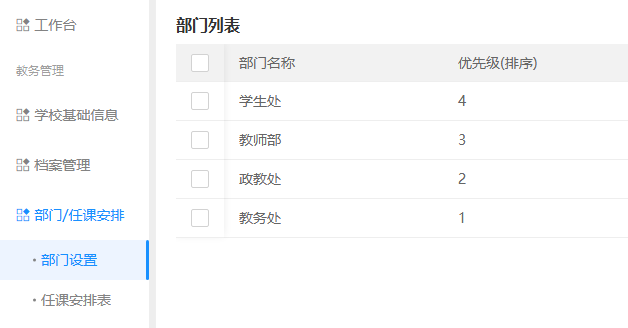 工作台
教务管理
学校基础信息
档案管理
部门/任课安排
• 部门设置
• 任课安排表
部门列表
部门名称 优先级(排序)
学生处 4
教师部 3
政教处 2
教务处 1